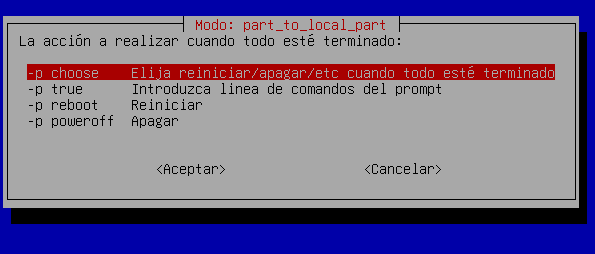 Modo: part_to_local_part
La acción a realizar cuando todo esté terminado:
-p choose Elija reiniciar/apagar/etc cuando todo esté terminado
-p true Introduzca linea de comandos del prompt
-p reboot Reiniciar
-p poweroff Apagar
<Aceptar> <Cancelar>